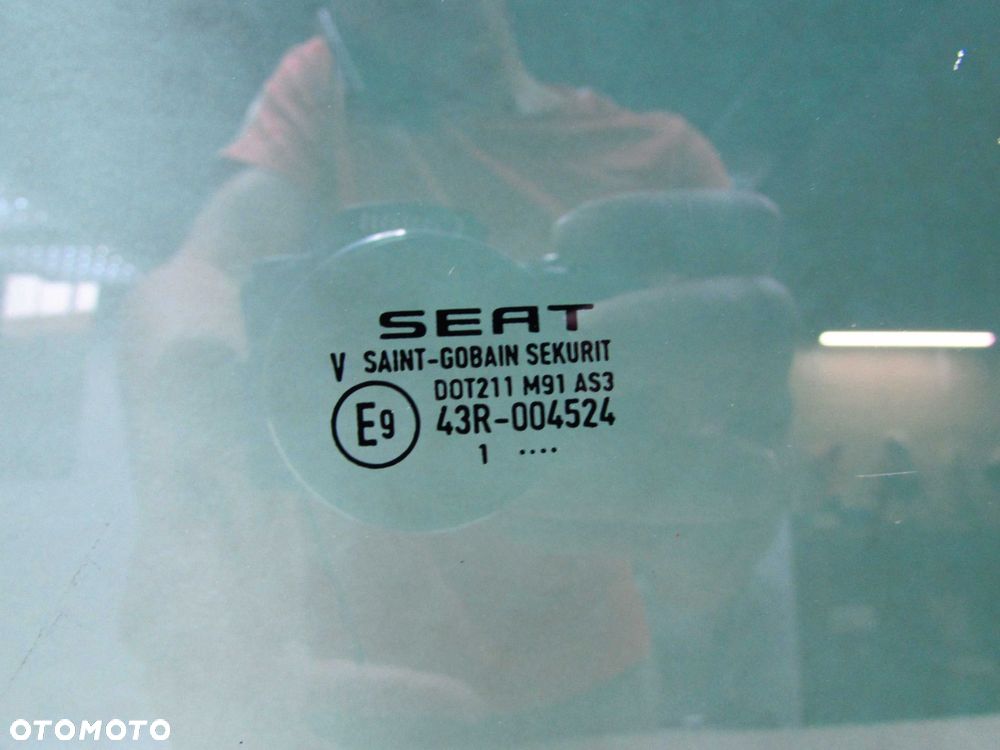 SEAT
V SAINT-GOBAIN SEKURIT
DOT211 M91 AS3
E9 43R-004524
1 ····
OTOMOTO